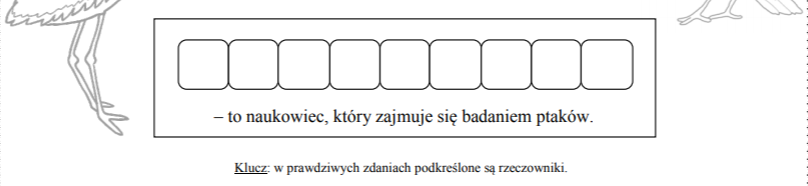 – to naukowiec, który zajmuje się badaniem ptaków.
Klucz: w prawdziwych zdaniach podkreślone są rzeczowniki.